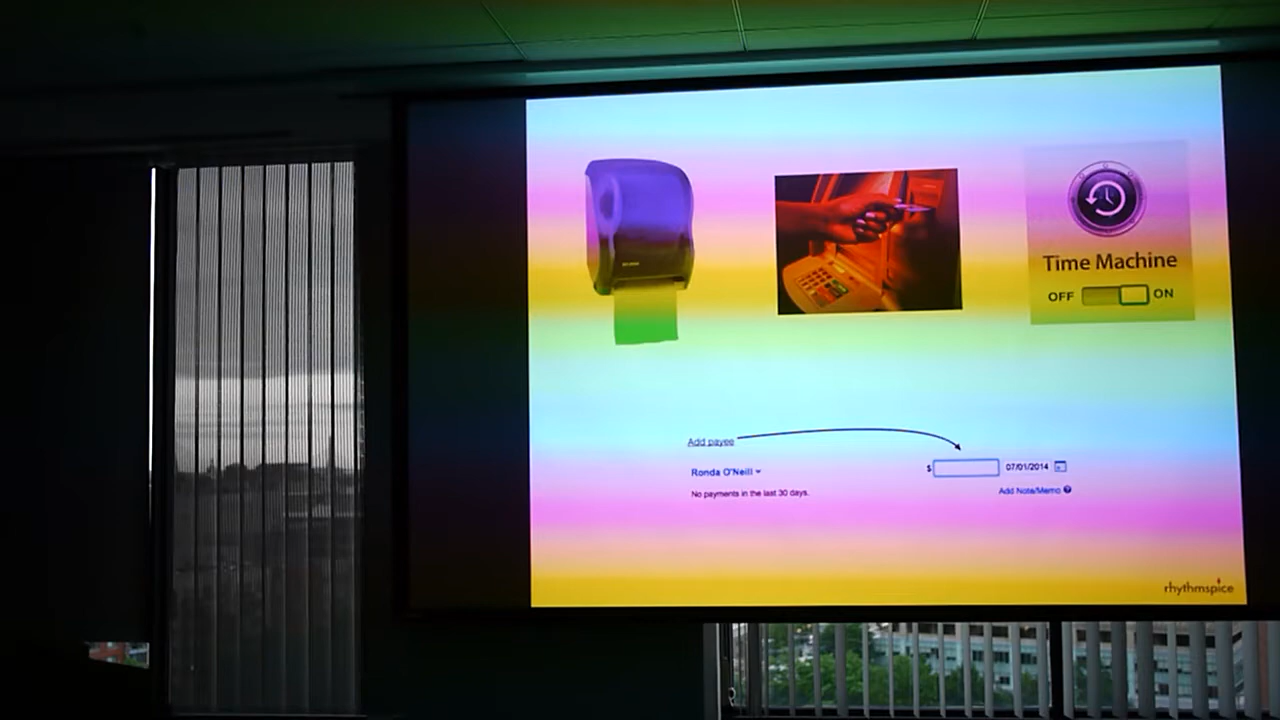 Time Machine
OFF ON
Add payee
Ronda O'Neill
$ 07/01/2014
No payments in the last 30 days.
Add Note/Memo
rhythmspice